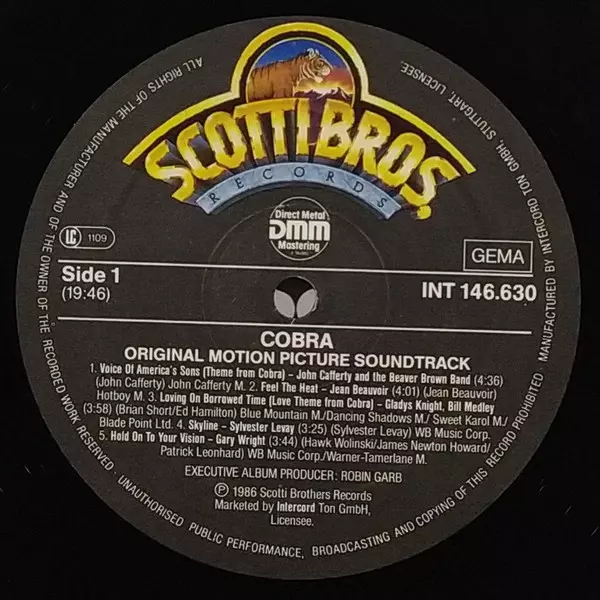 SCOTTI BROS.
RECORDS
Direct Metal
DMM
Mastering
LC 1109
GEMA
Side 1
(19:46)
INT 146.630
COBRA
ORIGINAL MOTION PICTURE SOUNDTRACK
1. Voice Of America's Sons (Theme from Cobra) – John Cafferty and the Beaver Brown Band (4:36)
(John Cafferty) John Cafferty M. 2. Feel The Heat – Jean Beauvoir (4:01) (Jean Beauvoir)
Hotboy M. 3. Loving On Borrowed Time (Love Theme from Cobra) – Gladys Knight, Bill Medley
(3:58) (Brian Short/Ed Hamilton) Blue Mountain M./Dancing Shadows M./ Sweet Karol M./
Blade Point Ltd. 4. Skyline – Sylvester Levay (3:25) (Sylvester Levay) WB Music Corp.
5. Hold On To Your Vision – Gary Wright (3:44) (Hawk Wolinski/James Newton Howard/
Patrick Leonhard) WB Music Corp./Warner-Tamerlane M.
EXECUTIVE ALBUM PRODUCER: ROBIN GARB
Ⓟ 1986 Scotti Brothers Records
Marketed by Intercord Ton GmbH,
Licensee.
ALL RIGHTS OF THE MANUFACTURER AND OF THE OWNER OF THE RECORDED WORK RESERVED. UNAUTHORISED PUBLIC PERFORMANCE, BROADCASTING AND COPYING OF THIS RECORD PROHIBITED. MANUFACTURED BY INTERCORD TON GMBH, STUTTGART, LICENSEE.